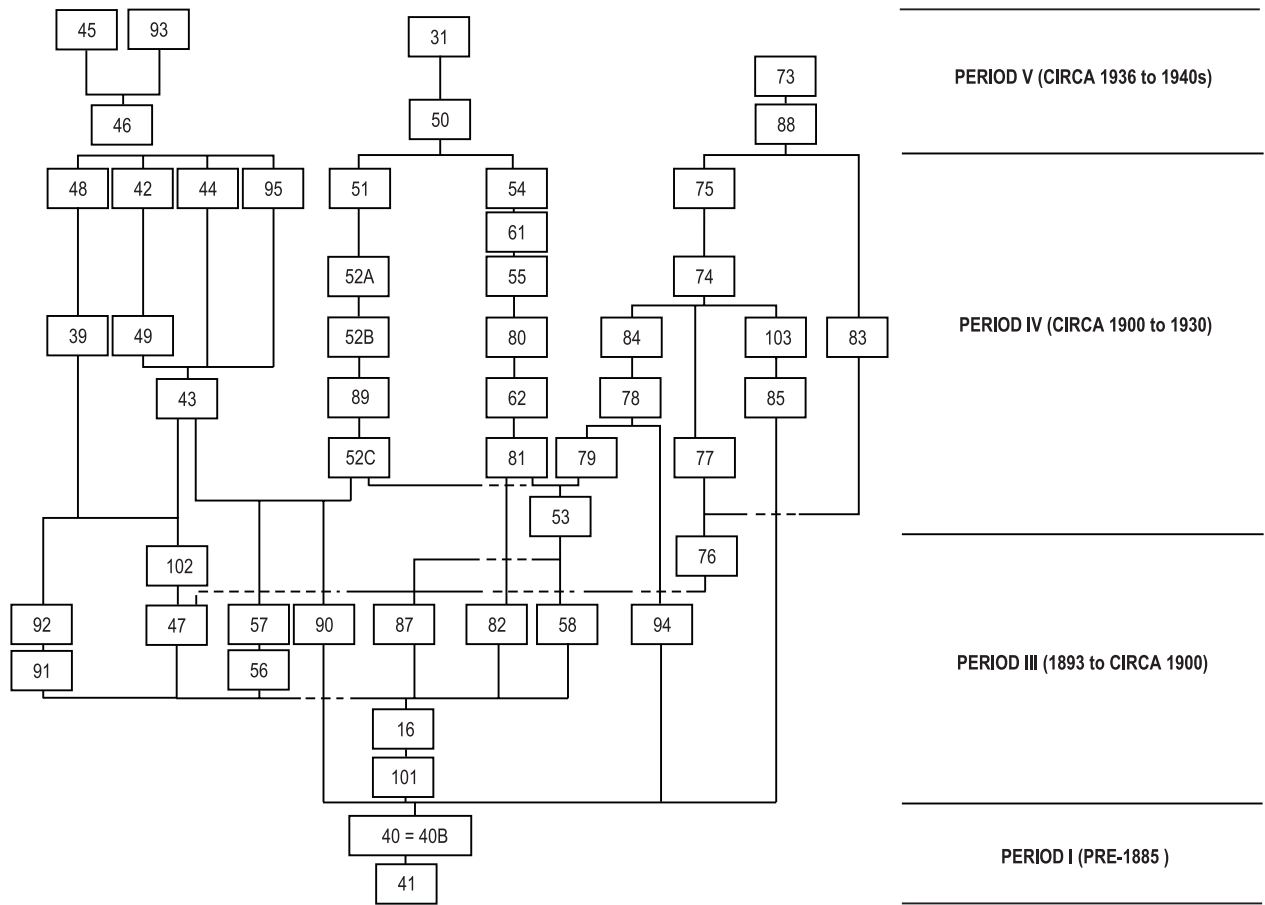 45 93 31
73
PERIOD V (CIRCA 1936 to 1940s)
46 50 88
48 42 44 95 51 54 75
61
52A 55 74
39 49 52B 80 84 103 83
PERIOD IV (CIRCA 1900 to 1930)
43 89 62 78 85
52C 81 79 77
53
102 76
92 47 57 90 87 82 58 94
91 56
PERIOD III (1893 to CIRCA 1900)
16
101
40 = 40B
PERIOD I (PRE-1885 )
41